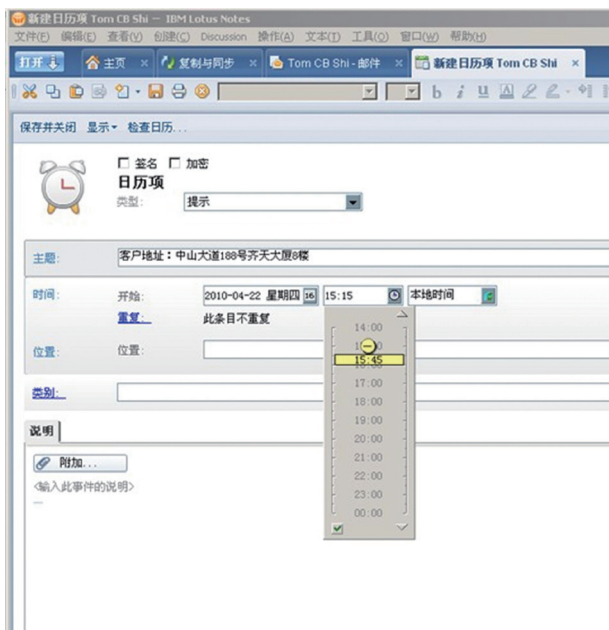 新建日历项 Tom CB Shi — IBM Lotus Notes
文件(F) 编辑(E) 查看(V) 创建(C) Discussion 操作(A) 文本(T) 工具(O) 窗口(W) 帮助(H)
打开 主页 × 复制与同步 × Tom CB Shi - 邮件 × 新建日历项 Tom CB Shi ×
b i u A
保存并关闭 显示 检查日历...
签名 加密
日历项
类型: 提示
主题: 客户地址：中山大道188号齐天大厦8楼
时间: 开始: 2010-04-22 星期四 16 15:15 本地时间
重复: 此条目不重复
位置: 位置:
14:00
15:45
17:00
18:00
19:00
20:00
21:00
22:00
23:00
00:00
类别:
说明
附加...
<输入此事件的说明>